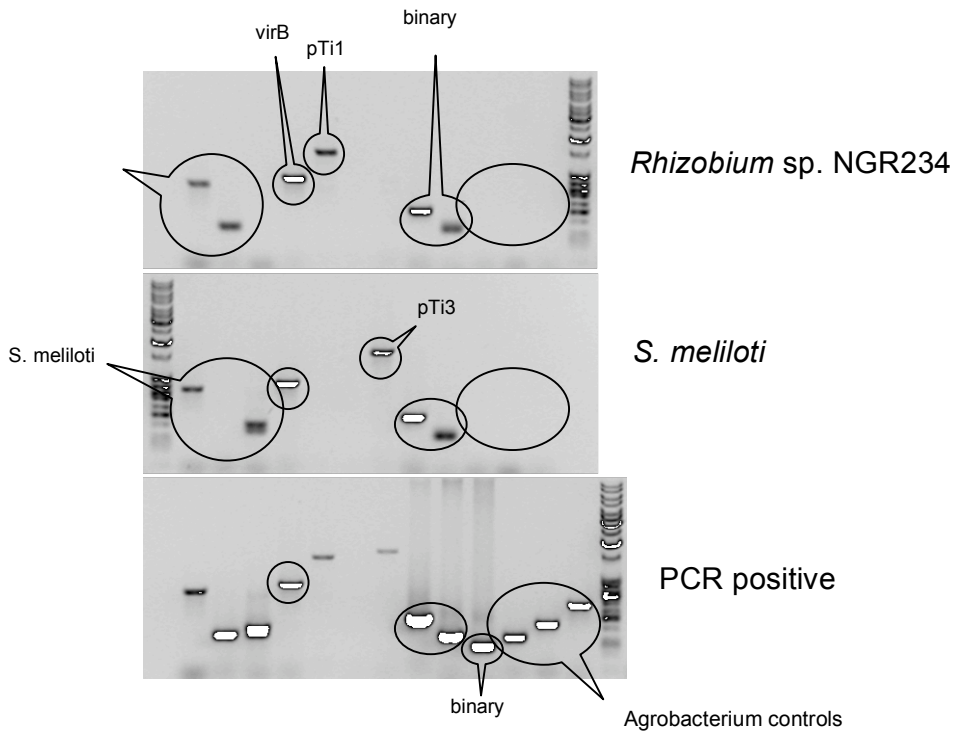 virB
pTi1
binary
Rhizobium sp. NGR234
pTi3
S. meliloti
S. meliloti
PCR positive
binary
Agrobacterium controls